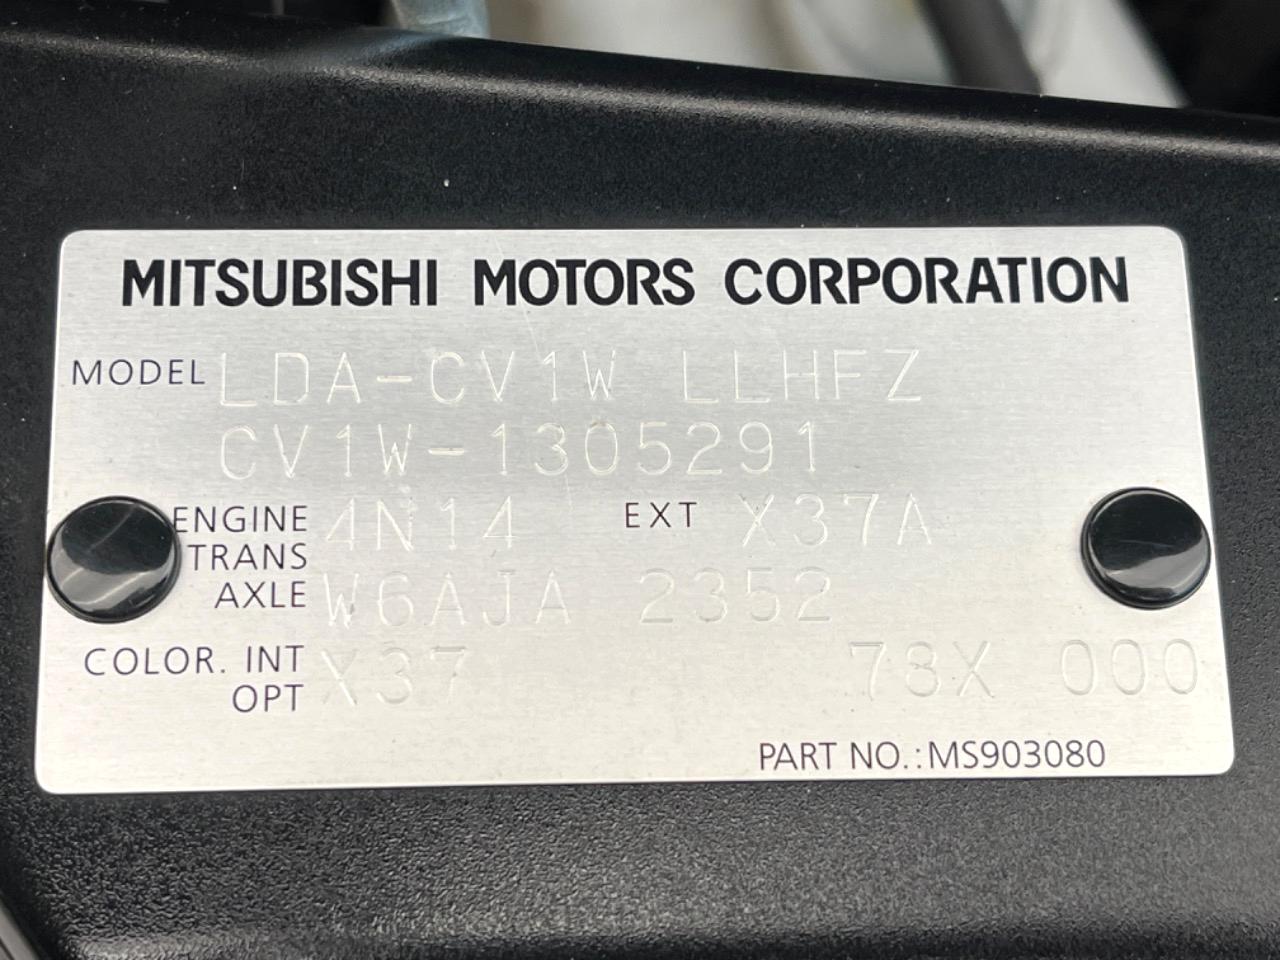 MITSUBISHI MOTORS CORPORATION
MODEL LDA-CV1W LLHFZ
CV1W-1305291
ENGINE 4N14 EXT X37A
TRANS
AXLE W6AJA 2352
COLOR. INT X37 78X 000
OPT
PART NO.:MS903080